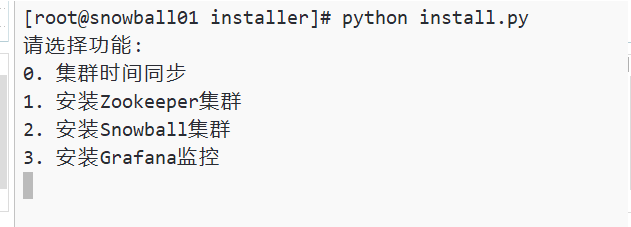 [root@snowball01 installer]# python install.py
请选择功能:
0. 集群时间同步
1. 安装Zookeeper集群
2. 安装Snowball集群
3. 安装Grafana监控